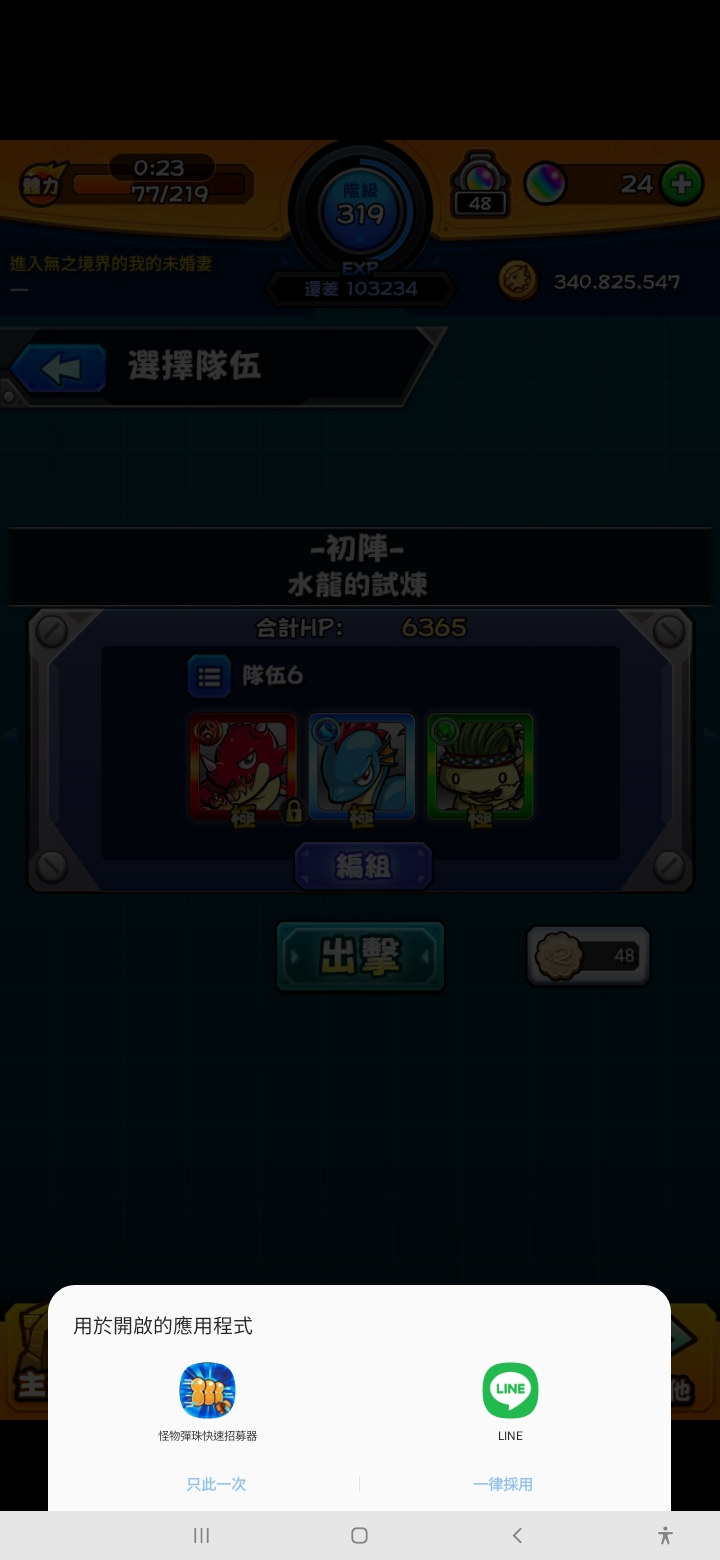 體力
0:23
77/219
階級
319
48
24
進入無之境界的我的未婚妻
EXP
還差 103234
340,825,547
選擇隊伍
-初陣-
水龍的試煉
合計HP: 6365
隊伍6
極
極
極
編組
出擊
48
用於開啟的應用程式
主
他
LINE
怪物彈珠快速招募器
LINE
只此一次
一律採用